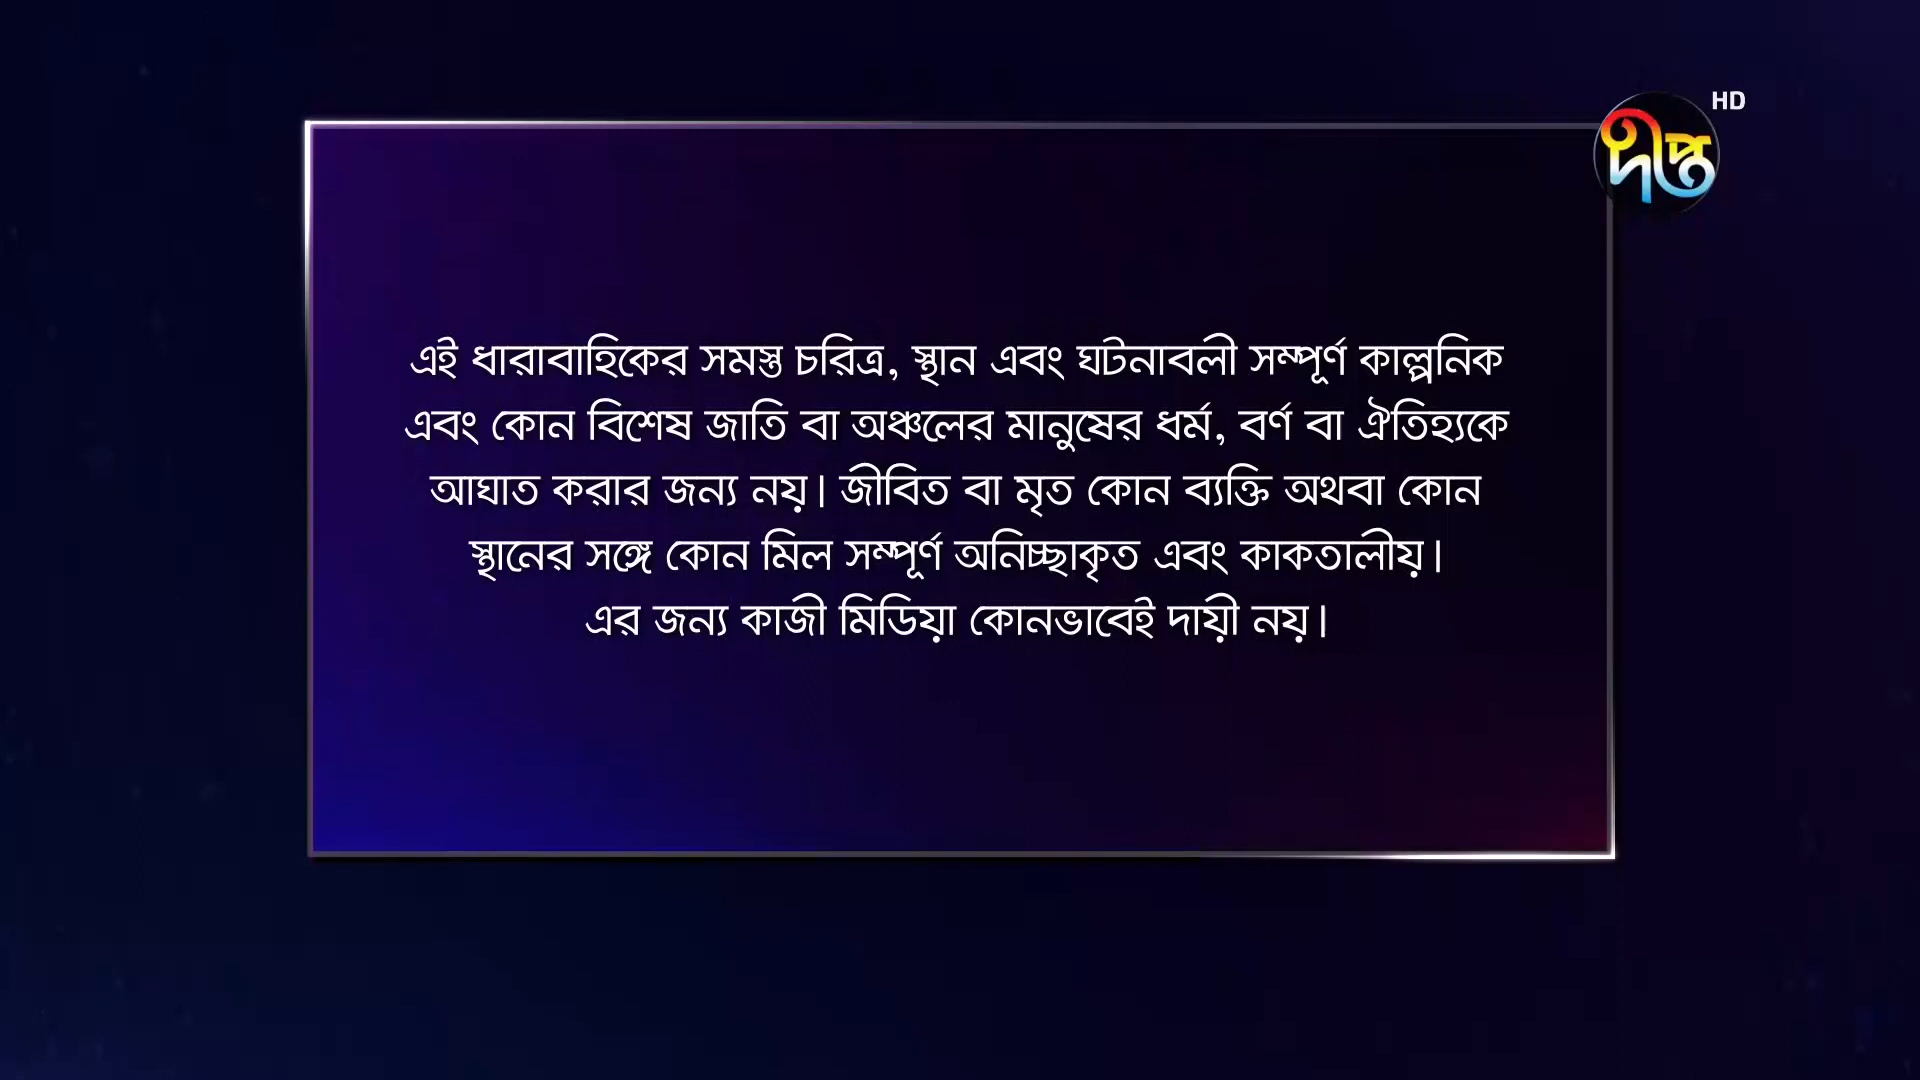 HD
দীপ্ত
এই ধারাবাহিকের সমস্ত চরিত্র, স্থান এবং ঘটনাবলী সম্পূর্ণ কাল্পনিক
এবং কোন বিশেষ জাতি বা অঞ্চলের মানুষের ধর্ম, বর্ণ বা ঐতিহ্যকে
আঘাত করার জন্য নয়। জীবিত বা মৃত কোন ব্যক্তি অথবা কোন
স্থানের সঙ্গে কোন মিল সম্পূর্ণ অনিচ্ছাকৃত এবং কাকতালীয়।
এর জন্য কাজী মিডিয়া কোনভাবেই দায়ী নয়।